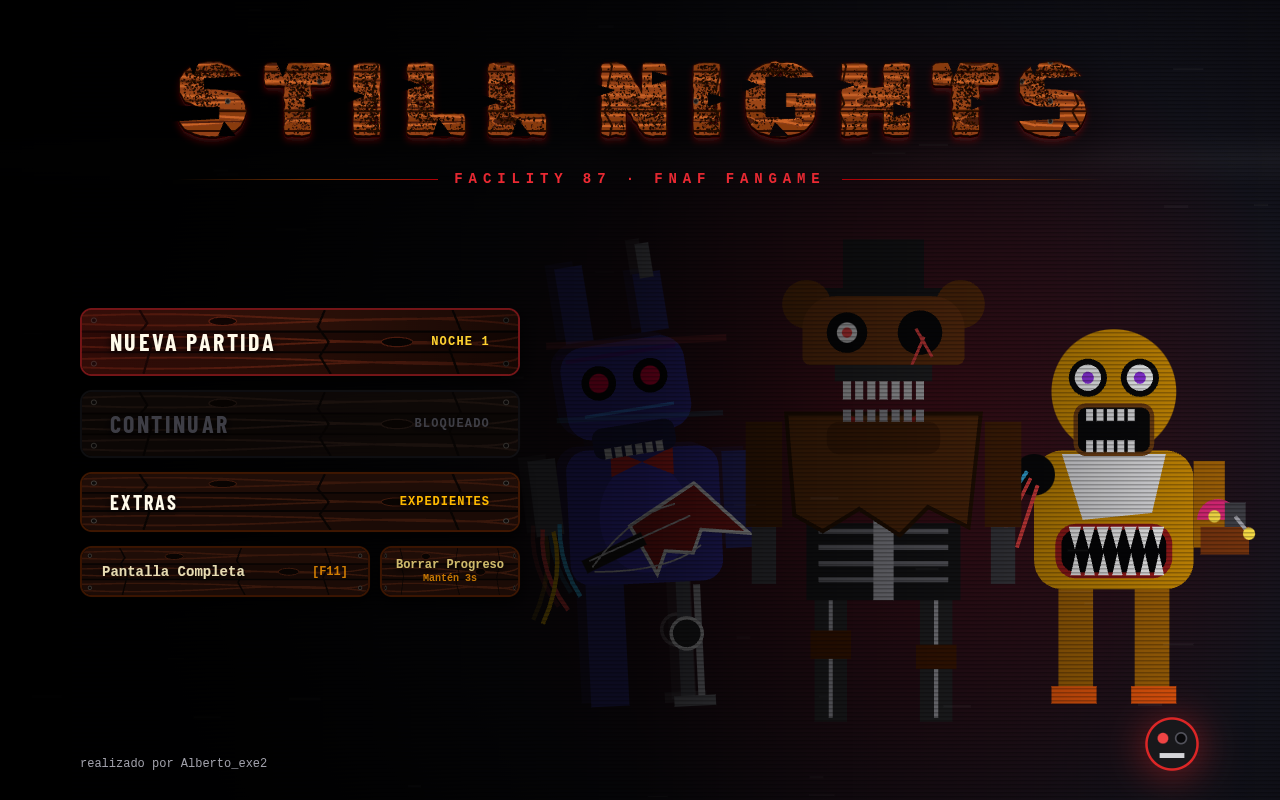 STILL NIGHTS
FACILITY 87 · FNAF FANGAME
NUEVA PARTIDA NOCHE 1
CONTINUAR BLOQUEADO
EXTRAS EXPEDIENTES
Pantalla Completa [F11]
Borrar Progreso
Mantén 3s
realizado por Alberto_exe2